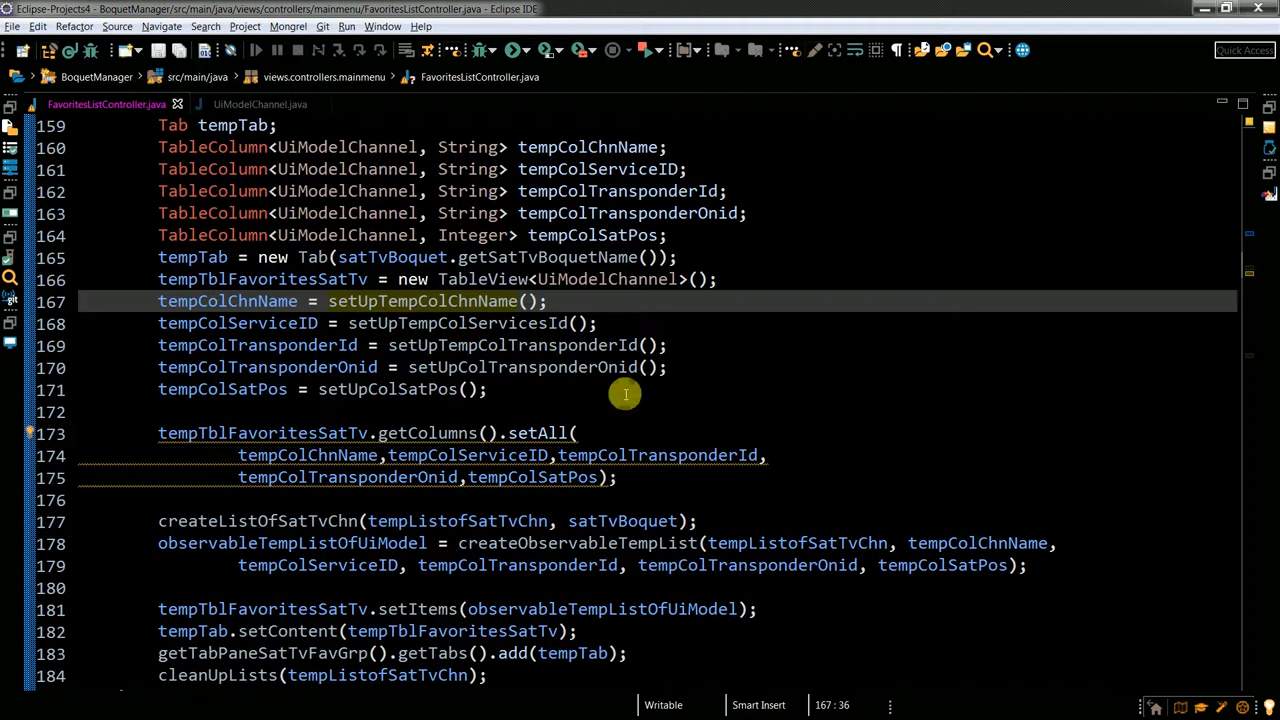 Eclipse-Projects4 - BoquetManager/src/main/java/views/controllers/mainmenu/FavoritesListController.java - Eclipse IDE
File Edit Refactor Source Navigate Search Project Mongrel Git Run Window Help
Quick Access
BoquetManager src/main/java views.controllers.mainmenu FavoritesListController.java
FavoritesListController.java UiModelChannel.java
159 Tab tempTab;
160 TableColumn<UiModelChannel, String> tempColChnName;
161 TableColumn<UiModelChannel, String> tempColServiceID;
162 TableColumn<UiModelChannel, String> tempColTransponderId;
163 TableColumn<UiModelChannel, String> tempColTransponderOnid;
164 TableColumn<UiModelChannel, Integer> tempColSatPos;
165 tempTab = new Tab(satTvBoquet.getSatTvBoquetName());
166 tempTblFavoritesSatTv = new TableView<UiModelChannel>();
167 tempColChnName = setUpTempColChnName();
168 tempColServiceID = setUpTempColServicesId();
169 tempColTransponderId = setUpTempColTransponderId();
170 tempColTransponderOnid = setUpColTransponderOnid();
171 tempColSatPos = setUpColSatPos();
172
173 tempTblFavoritesSatTv.getColumns().setAll(
174 tempColChnName,tempColServiceID,tempColTransponderId,
175 tempColTransponderOnid,tempColSatPos);
176
177 createListOfSatTvChn(tempListofSatTvChn, satTvBoquet);
178 observableTempListOfUiModel = createObservableTempList(tempListofSatTvChn, tempColChnName,
179 tempColServiceID, tempColTransponderId, tempColTransponderOnid, tempColSatPos);
180
181 tempTblFavoritesSatTv.setItems(observableTempListOfUiModel);
182 tempTab.setContent(tempTblFavoritesSatTv);
183 getTabPaneSatTvFavGrp().getTabs().add(tempTab);
184 cleanUpLists(tempListofSatTvChn);
Writable Smart Insert 167 : 36